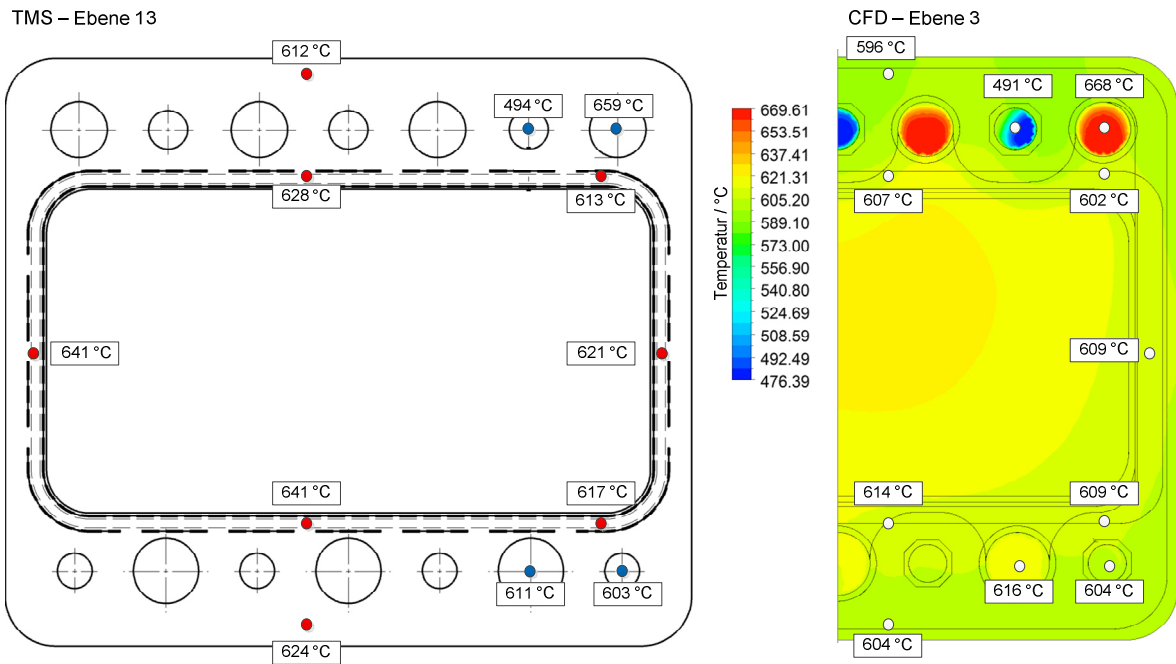 TMS – Ebene 13
612 °C
494 °C
659 °C
628 °C
613 °C
641 °C
621 °C
641 °C
617 °C
611 °C
603 °C
624 °C
Temperatur / °C
669.61
653.51
637.41
621.31
605.20
589.10
573.00
556.90
540.80
524.69
508.59
492.49
476.39
CFD – Ebene 3
596 °C
491 °C
668 °C
607 °C
602 °C
609 °C
614 °C
609 °C
616 °C
604 °C
604 °C